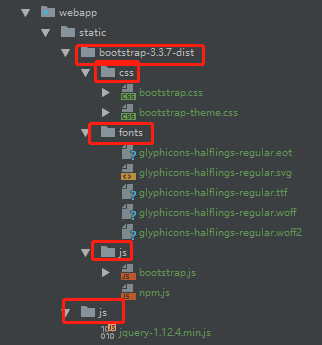 webapp
static
bootstrap-3.3.7-dist
css
bootstrap.css
bootstrap-theme.css
fonts
glyphicons-halflings-regular.eot
glyphicons-halflings-regular.svg
glyphicons-halflings-regular.ttf
glyphicons-halflings-regular.woff
glyphicons-halflings-regular.woff2
js
bootstrap.js
npm.js
js
jquery-1.12.4.min.js